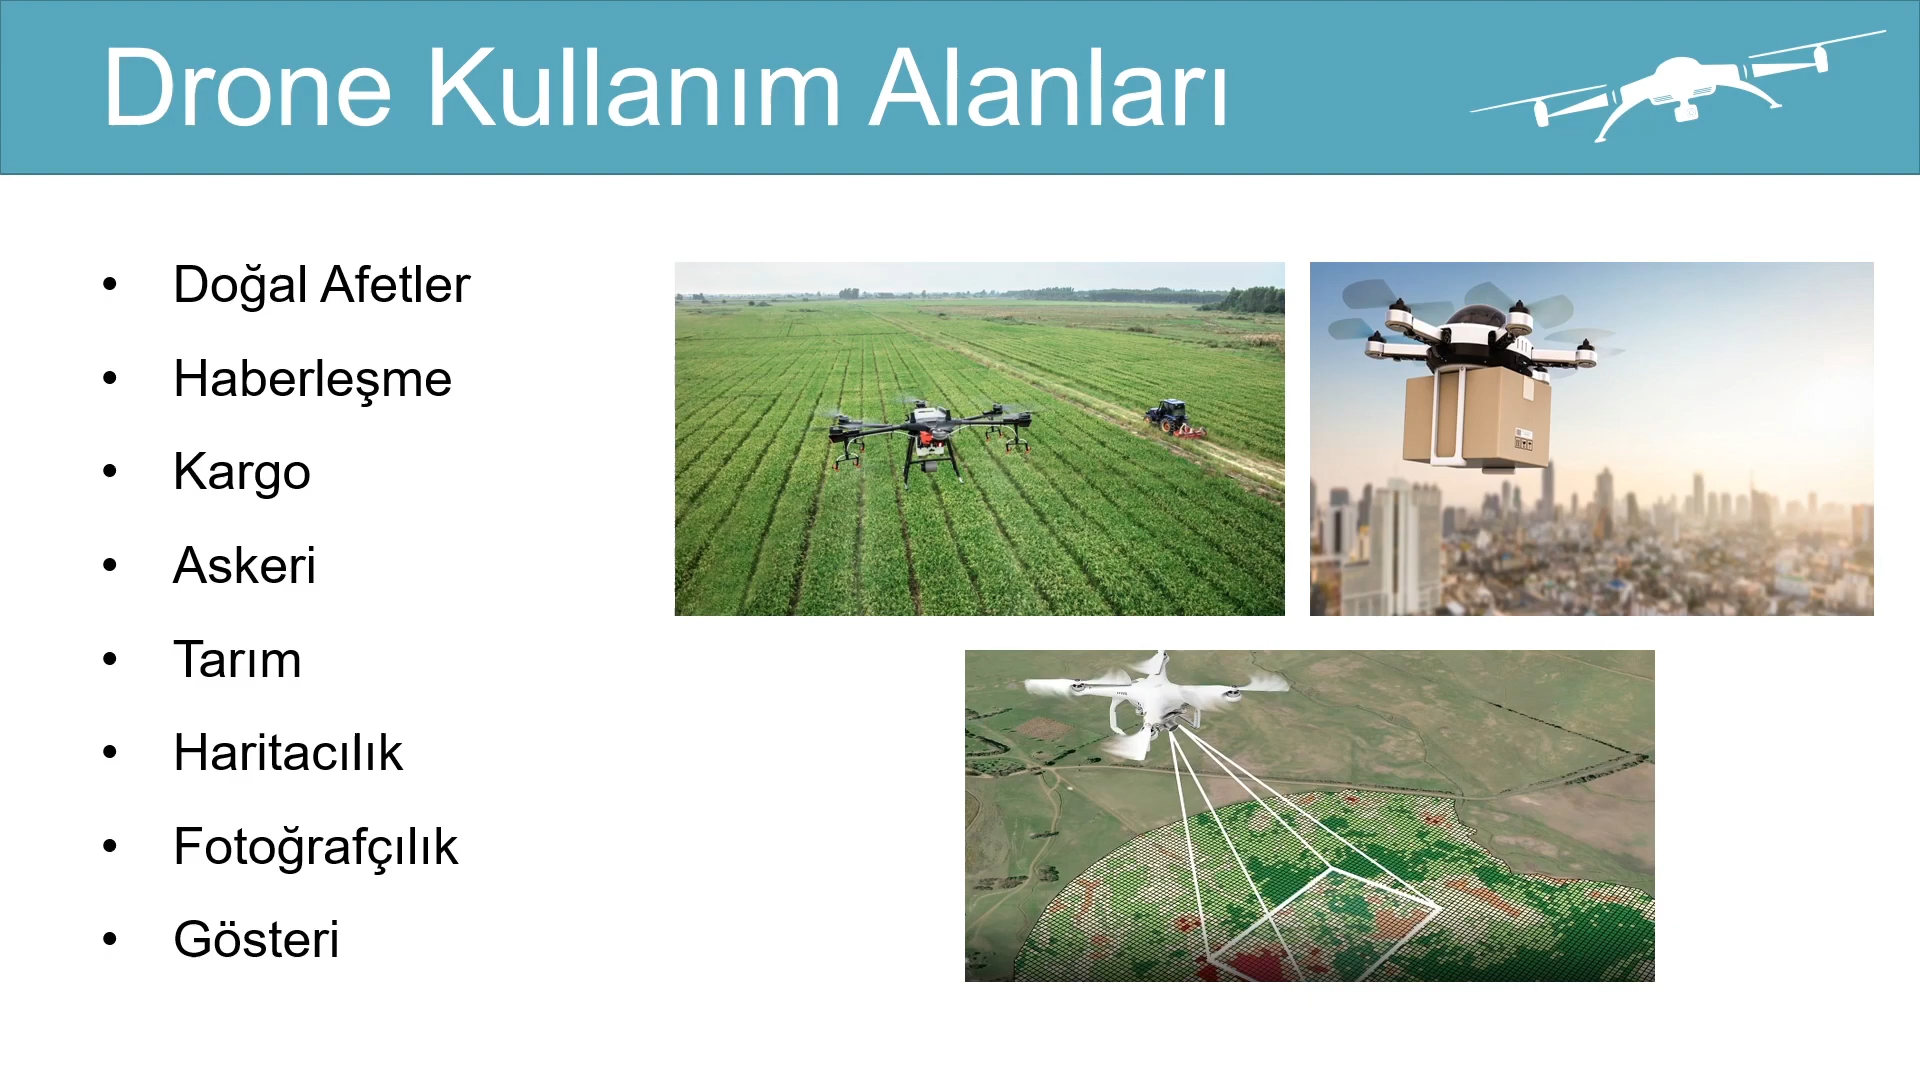 Drone Kullanım Alanları
• Doğal Afetler
• Haberleşme
• Kargo
• Askeri
• Tarım
• Haritacılık
• Fotoğrafçılık
• Gösteri